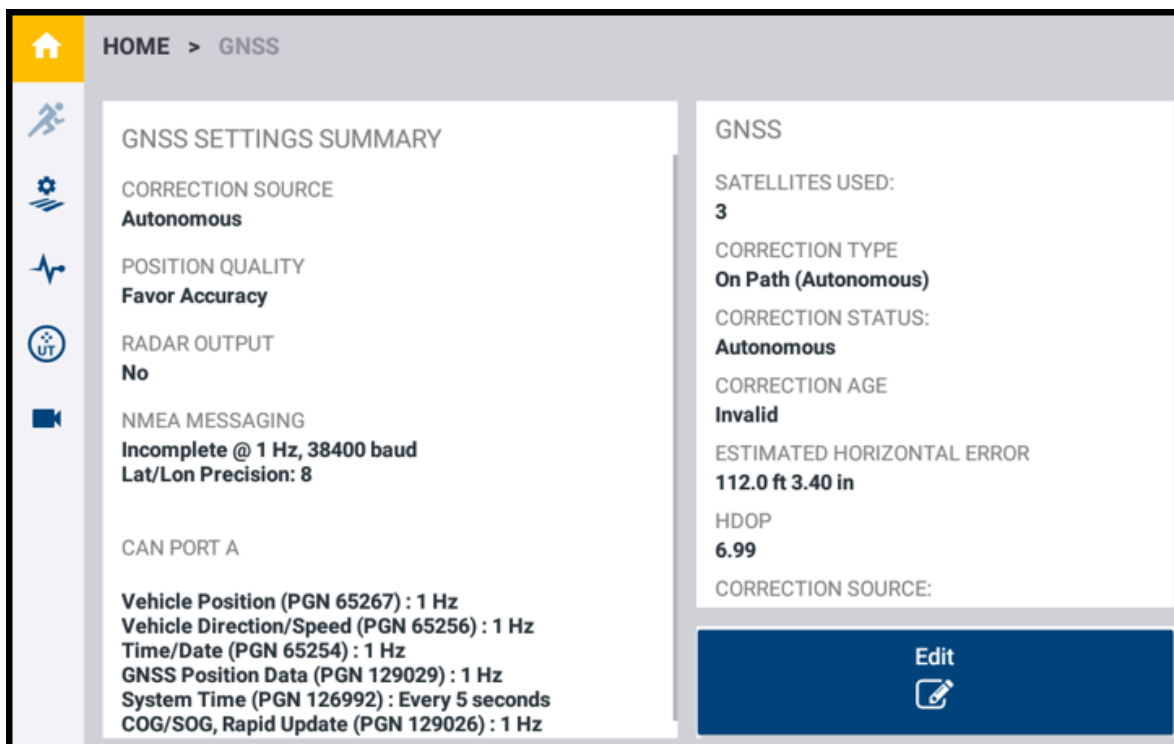 HOME > GNSS
GNSS SETTINGS SUMMARY
CORRECTION SOURCE
Autonomous
POSITION QUALITY
Favor Accuracy
RADAR OUTPUT
No
NMEA MESSAGING
Incomplete @ 1 Hz, 38400 baud
Lat/Lon Precision: 8
CAN PORT A
Vehicle Position (PGN 65267) : 1 Hz
Vehicle Direction/Speed (PGN 65256) : 1 Hz
Time/Date (PGN 65254) : 1 Hz
GNSS Position Data (PGN 129029) : 1 Hz
System Time (PGN 126992) : Every 5 seconds
COG/SOG, Rapid Update (PGN 129026) : 1 Hz
GNSS
SATELLITES USED:
3
CORRECTION TYPE
On Path (Autonomous)
CORRECTION STATUS:
Autonomous
CORRECTION AGE
Invalid
ESTIMATED HORIZONTAL ERROR
112.0 ft 3.40 in
HDOP
6.99
CORRECTION SOURCE:
Edit
UT